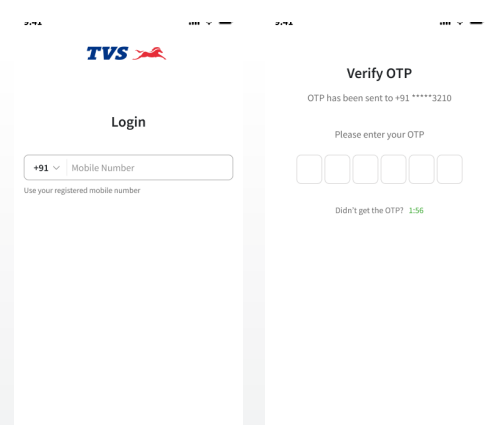 9:41
TVS
Login
+91 Mobile Number
Use your registered mobile number
9:41
Verify OTP
OTP has been sent to +91 *****3210
Please enter your OTP
Didn't get the OTP? 1:56